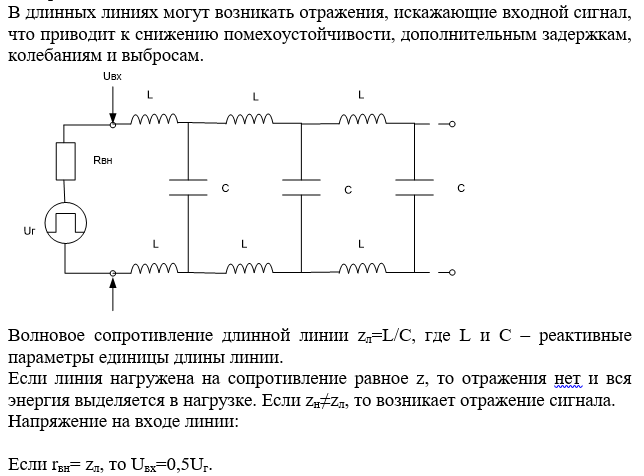 В длинных линиях могут возникать отражения, искажающие входной сигнал,
что приводит к снижению помехоустойчивости, дополнительным задержкам,
колебаниям и выбросам.
Uвх
L L L
Rвн
C C C
Uг
L L L
Волновое сопротивление длинной линии zл=L/C, где L и C – реактивные
параметры единицы длины линии.
Если линия нагружена на сопротивление равное z, то отражения нет и вся
энергия выделяется в нагрузке. Если zн≠zл, то возникает отражение сигнала.
Напряжение на входе линии:
Если rвн= zл, то Uвх=0,5Uг.